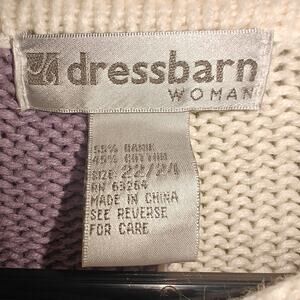 dressbarn
WOMAN
55% RAMIE
45% COTTON
SIZE 22/24
RN 63264
MADE IN CHINA
SEE REVERSE
FOR CARE